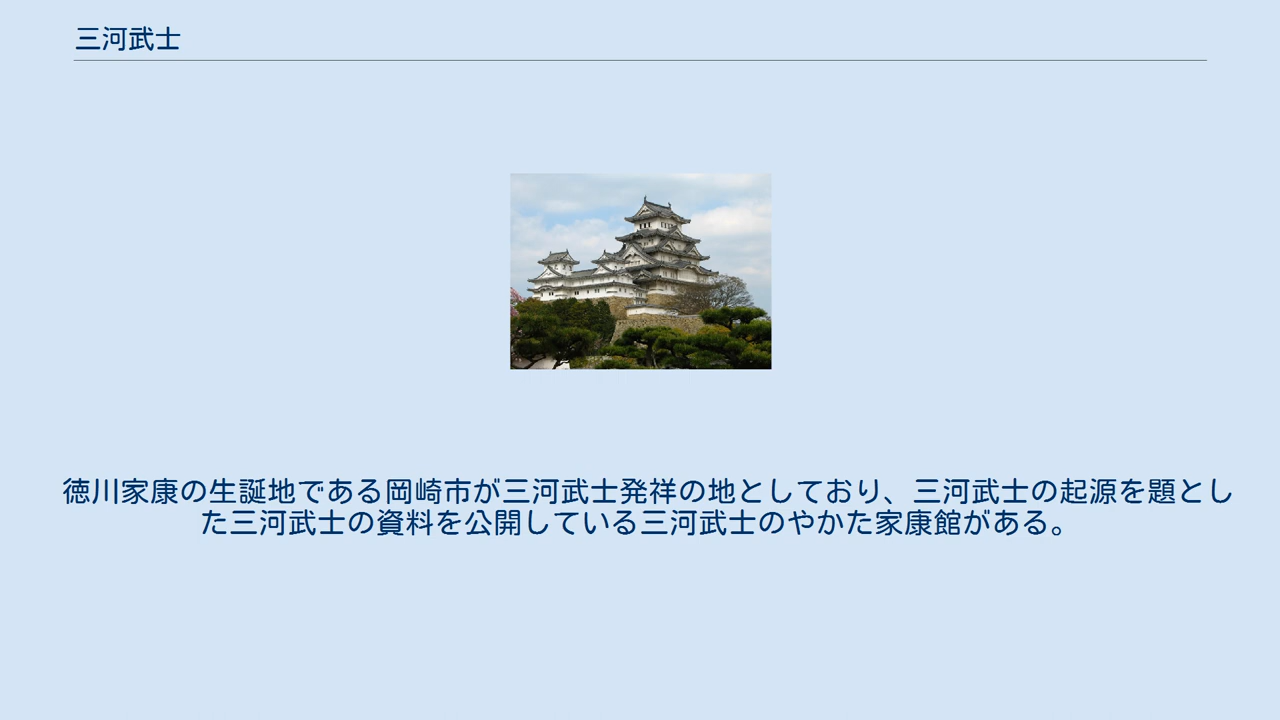 三河武士
徳川家康の生誕地である岡崎市が三河武士発祥の地としており、三河武士の起源を題とし
た三河武士の資料を公開している三河武士のやかた家康館がある。